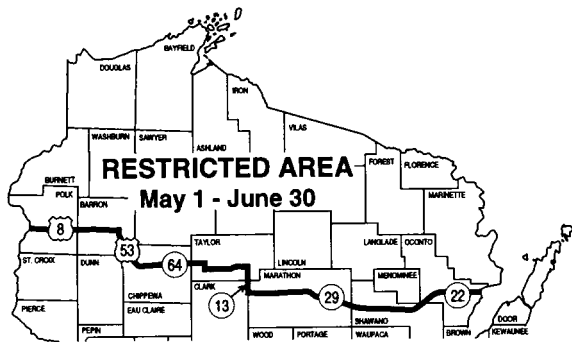 BAYFIELD
DOUGLAS
IRON
VILAS
WASHBURN
SAWYER
ASHLAND
FOREST
FLORENCE
RESTRICTED AREA
BURNETT
MARINETTE
POLK
May 1 - June 30
BARRON
8
TAYLOR
LANGLADE
OCONTO
53
ST. CROIX
DUNN
64
LINCOLN
MARATHON
MENOMINEE
CLARK
CHIPPEWA
29
22
PIERCE
EAU CLAIRE
13
DOOR
SHAWANO
PEPIN
WOOD
PORTAGE
WAUPACA
BROWN
KEWAUNEE